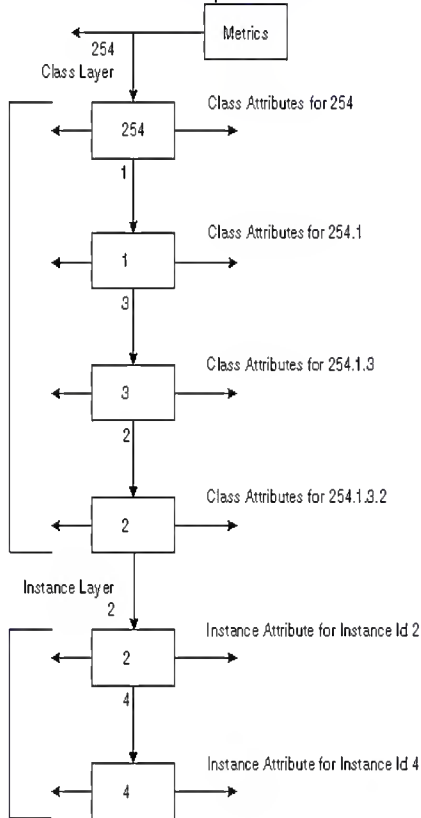 Metrics
254
Class Layer
Class Attributes for 254
254
1
Class Attributes for 254.1
1
3
Class Attributes for 254.1.3
3
2
Class Attributes for 254.1.3.2
2
Instance Layer
2
Instance Attribute for Instance Id 2
2
4
Instance Attribute for Instance Id 4
4